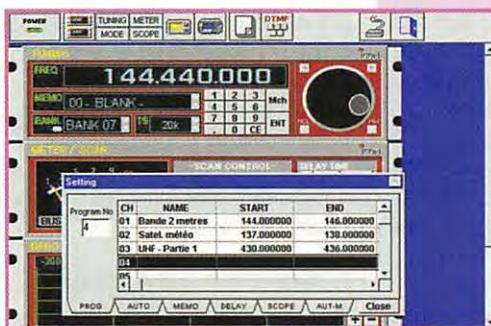 POWER TUNING METER DTMF
MODE SCOPE
TUNING
FREQ 144.440.000
MEMO 00 - BLANK - 1 2 3 Mch
4 5 6
BANK BANK 07 TS 20k 7 8 9 ENT
. 0 CE
METER / SCAN
-SCAN CONTROL- DELAY TIME
BUS
Setting
Program No CH NAME START END
4 01 Bande 2 metres 144.000000 146.000000
02 Satel. météo 137.000000 138.000000
03 UHF - Partie 1 430.000000 436.000000
04
05
PROG AUTO MEMO DELAY SCOPE AUT-M Close